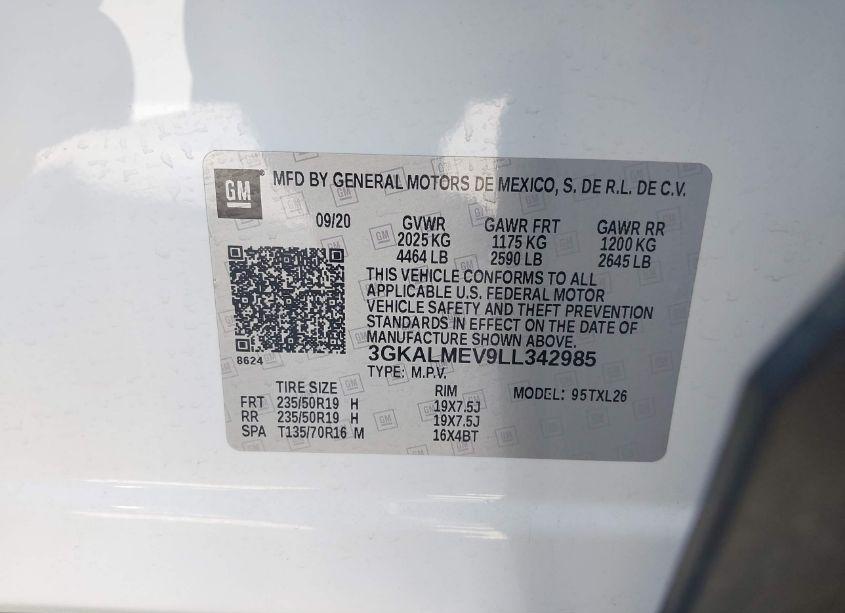 GM MFD BY GENERAL MOTORS DE MEXICO, S. DE R.L. DE C.V.
09/20 GVWR GAWR FRT GAWR RR
2025 KG 1175 KG 1200 KG
4464 LB 2590 LB 2645 LB
THIS VEHICLE CONFORMS TO ALL
APPLICABLE U.S. FEDERAL MOTOR
VEHICLE SAFETY AND THEFT PREVENTION
STANDARDS IN EFFECT ON THE DATE OF
MANUFACTURE SHOWN ABOVE.
8624 3GKALMEV9LL342985
TYPE: M.P.V.
TIRE SIZE RIM MODEL: 95TXL26
FRT 235/50R19 H 19X7.5J
RR 235/50R19 H 19X7.5J
SPA T135/70R16 M 16X4BT